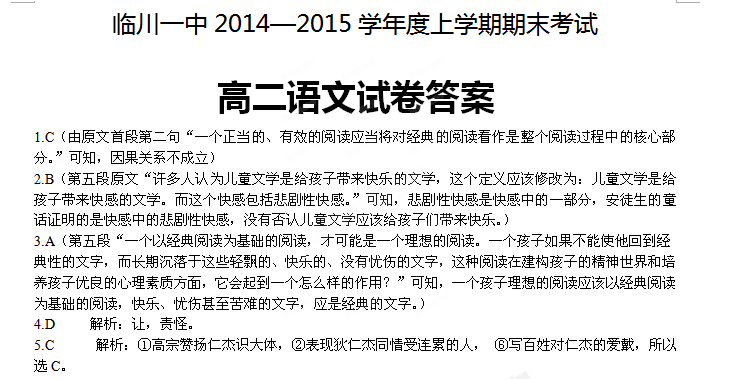 临川一中2014—2015学年度上学期期末考试
高二语文试卷答案
1.C（由原文首段第二句“一个正当的、有效的阅读应当将对经典的阅读看作是整个阅读过程中的核心部
分。”可知，因果关系不成立）
2.B（第五段原文“许多人认为儿童文学是给孩子带来快乐的文学，这个定义应该修改为：儿童文学是给
孩子带来快感的文学。而这个快感包括悲剧性快感。”可知，悲剧性快感是快感中的一部分，安徒生的童
话证明的是快感中的悲剧性快感，没有否认儿童文学应该给孩子们带来快乐。）
3.A（第五段“一个以经典阅读为基础的阅读，才可能是一个理想的阅读。一个孩子如果不能使他回到经
典性的文字，而长期沉落于这些轻飘的、快乐的、没有忧伤的文字，这种阅读在建构孩子的精神世界和培
养孩子优良的心理素质方面，它会起到一个怎么样的作用？”可知，一个孩子理想的阅读应该以经典阅读
为基础的阅读，快乐、忧伤甚至苦难的文字，应是经典的文字。）
4.D 解析：让，责怪。
5.C 解析：①高宗赞扬仁杰识大体，②表现狄仁杰同情受连累的人， ⑥写百姓对仁杰的爱戴，所以
选C。